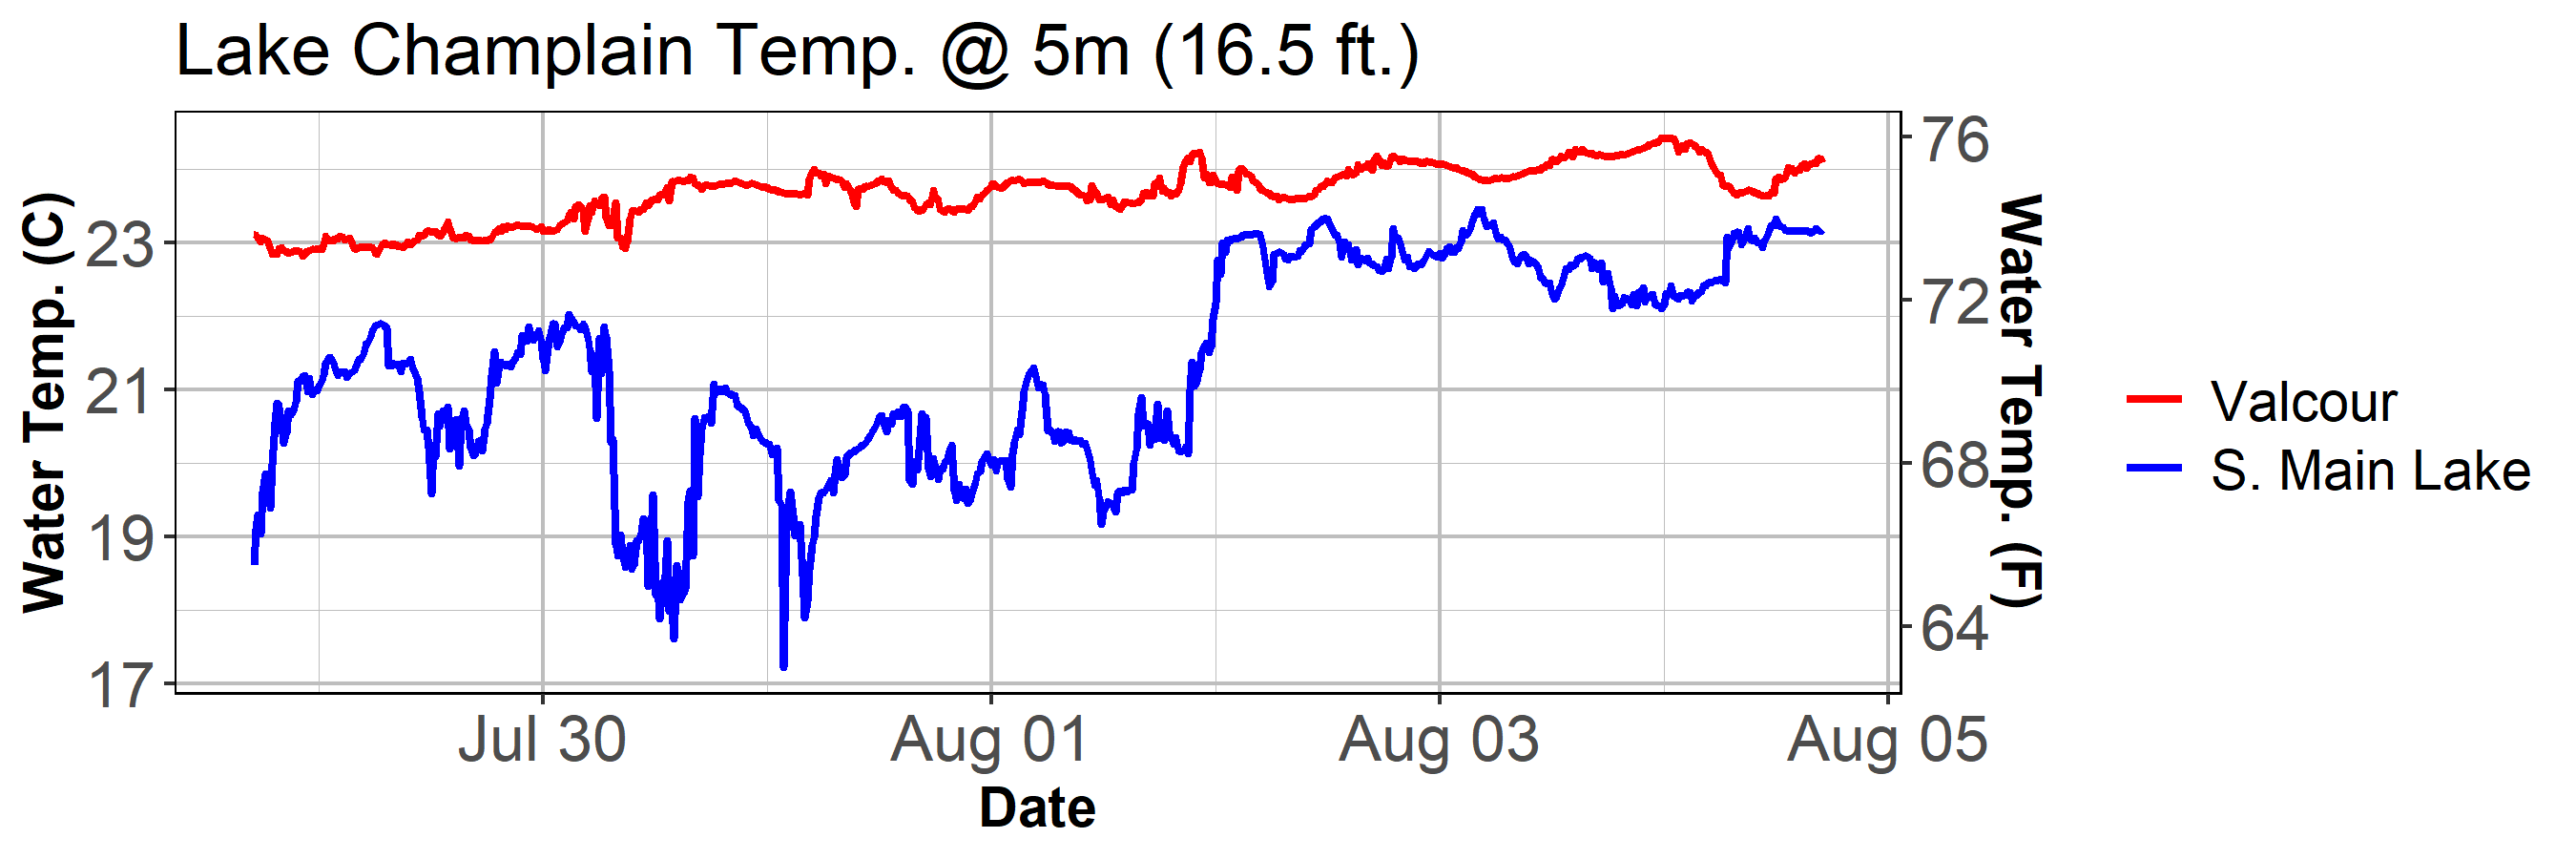 Lake Champlain Temp. @ 5m (16.5 ft.)
Water Temp. (C)
23
21
19
17
76
72
68
64
Water Temp. (F)
Jul 30
Aug 01
Aug 03
Aug 05
Date
Valcour
S. Main Lake